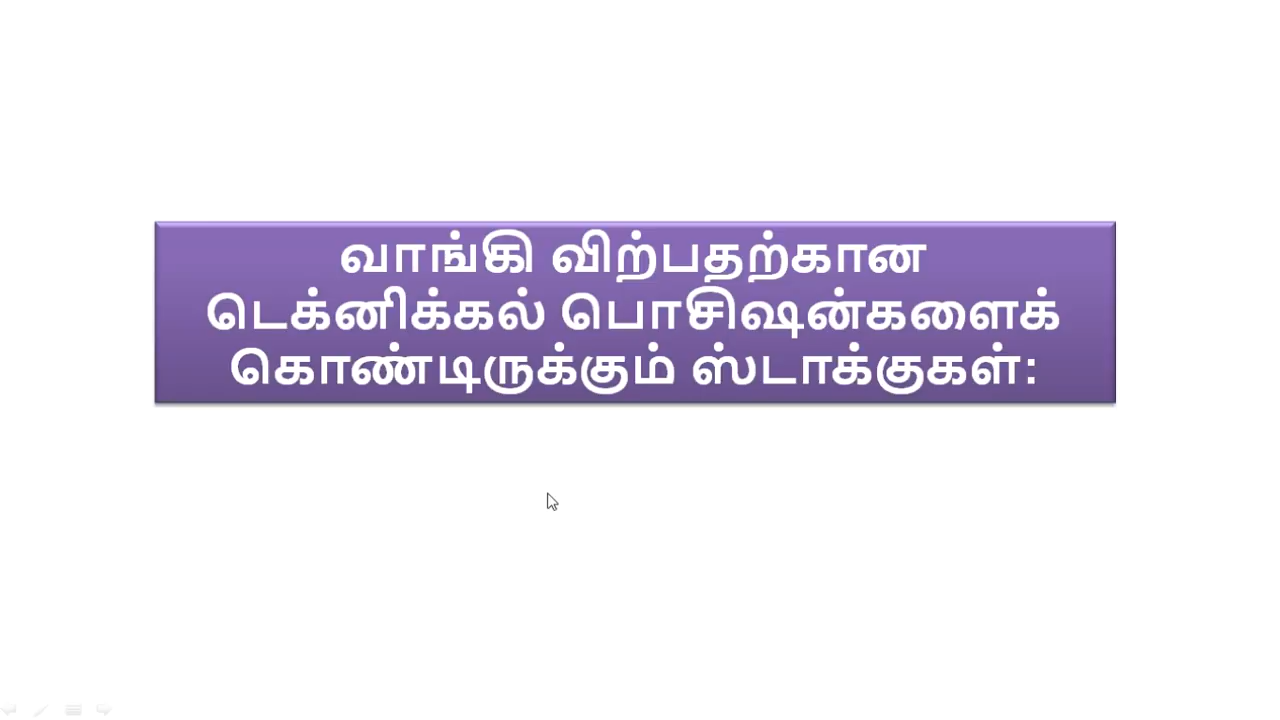 வாங்கி விற்பதற்கான
டெக்னிக்கல் பொசிஷன்களைக்
கொண்டிருக்கும் ஸ்டாக்குகள்: